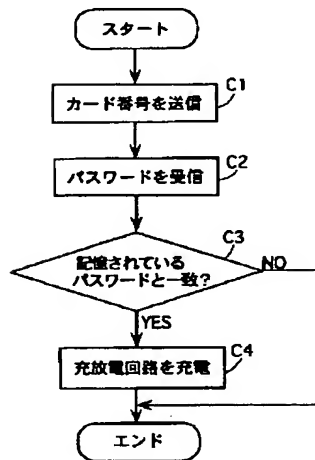 スタート
C1
カード番号を送信
C2
パスワードを受信
C3
記憶されている
パスワードと一致?
NO
YES
C4
充放電回路を充電
エンド